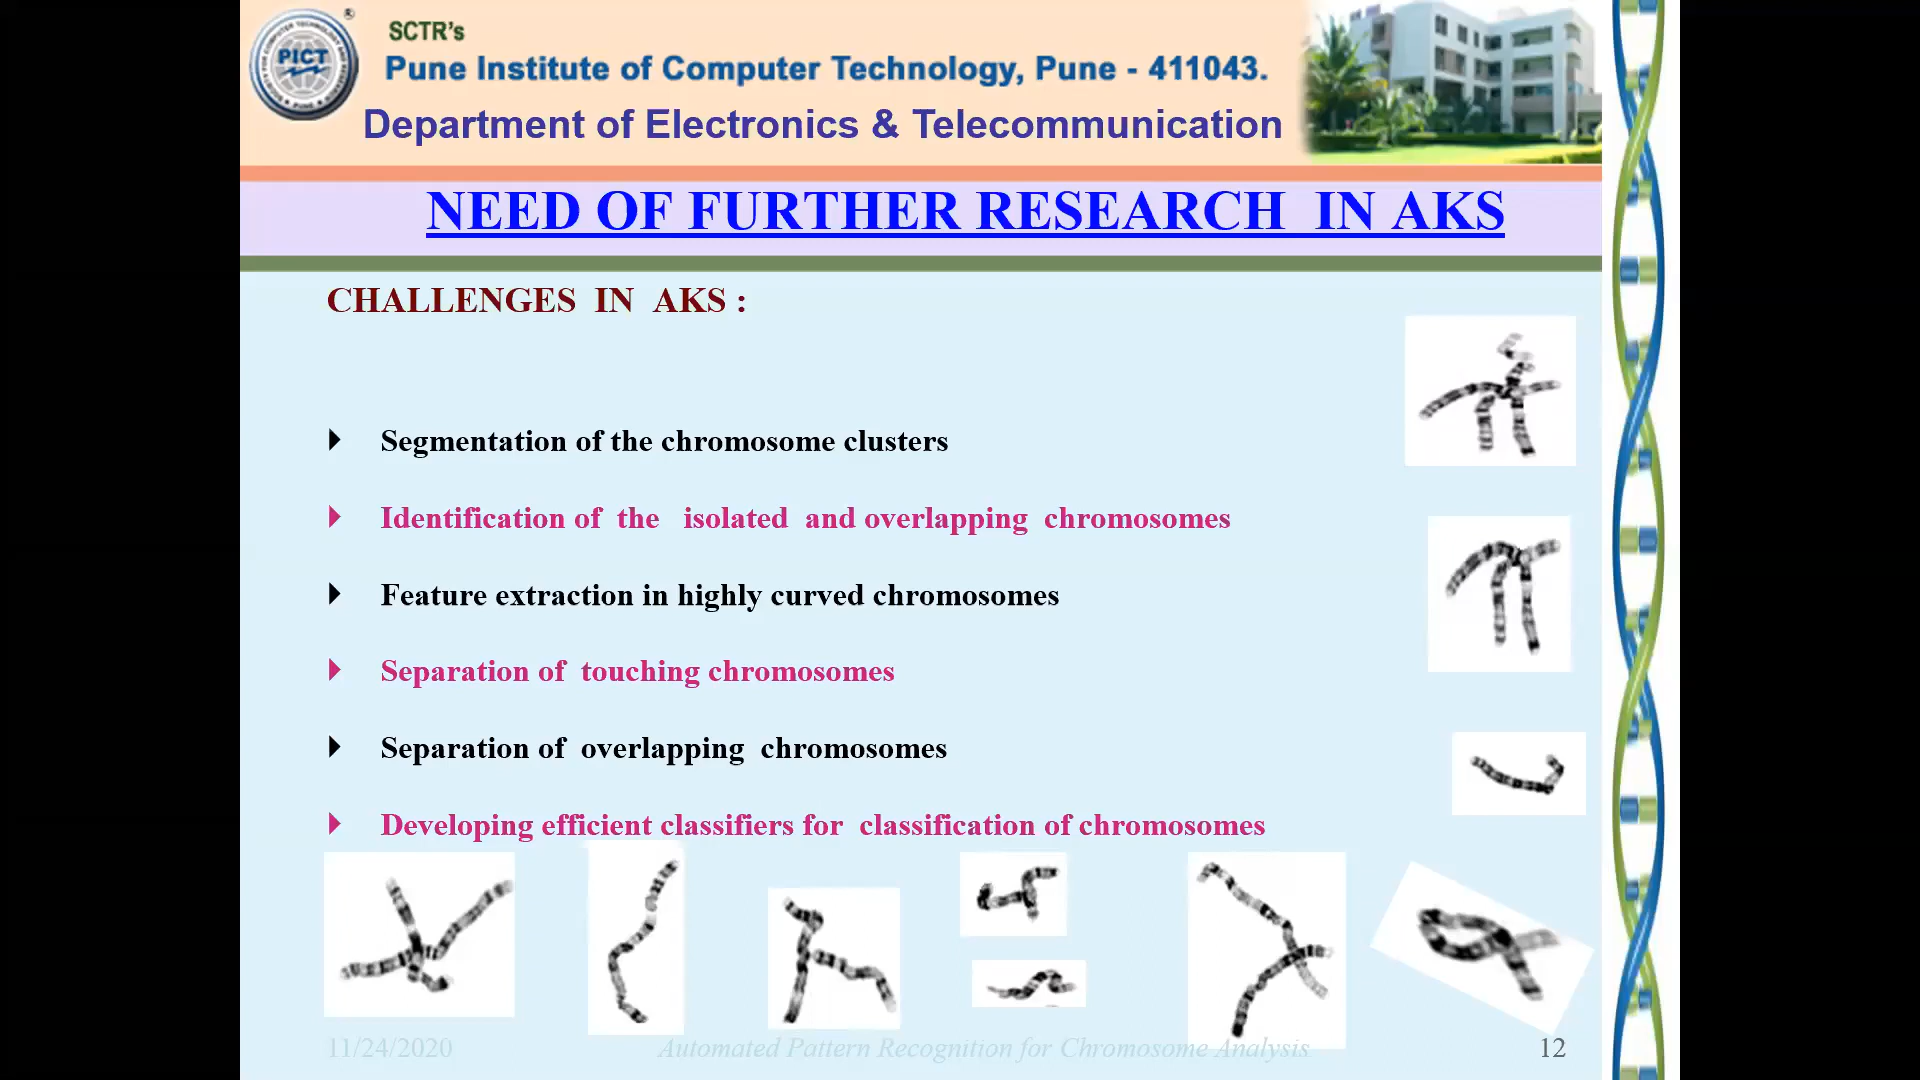 PICT
SCTR's
Pune Institute of Computer Technology, Pune - 411043.
Department of Electronics & Telecommunication
NEED OF FURTHER RESEARCH IN AKS
CHALLENGES IN AKS :
Segmentation of the chromosome clusters
Identification of the isolated and overlapping chromosomes
Feature extraction in highly curved chromosomes
Separation of touching chromosomes
Separation of overlapping chromosomes
Developing efficient classifiers for classification of chromosomes
11/24/2020
Automated Pattern Recognition for Chromosome Analysis
12